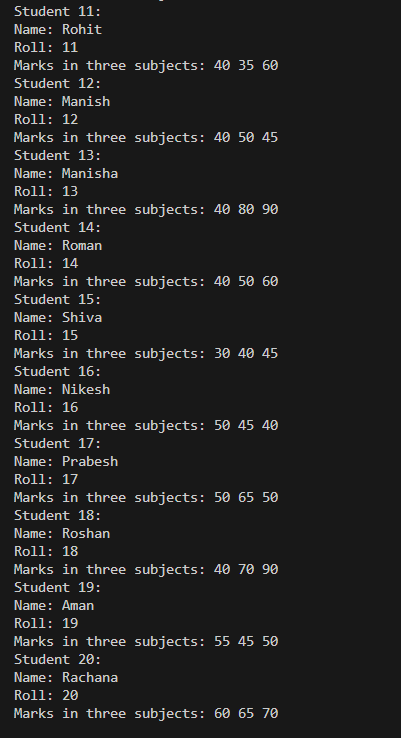 Student 11:
Name: Rohit
Roll: 11
Marks in three subjects: 40 35 60
Student 12:
Name: Manish
Roll: 12
Marks in three subjects: 40 50 45
Student 13:
Name: Manisha
Roll: 13
Marks in three subjects: 40 80 90
Student 14:
Name: Roman
Roll: 14
Marks in three subjects: 40 50 60
Student 15:
Name: Shiva
Roll: 15
Marks in three subjects: 30 40 45
Student 16:
Name: Nikesh
Roll: 16
Marks in three subjects: 50 45 40
Student 17:
Name: Prabesh
Roll: 17
Marks in three subjects: 50 65 50
Student 18:
Name: Roshan
Roll: 18
Marks in three subjects: 40 70 90
Student 19:
Name: Aman
Roll: 19
Marks in three subjects: 55 45 50
Student 20:
Name: Rachana
Roll: 20
Marks in three subjects: 60 65 70